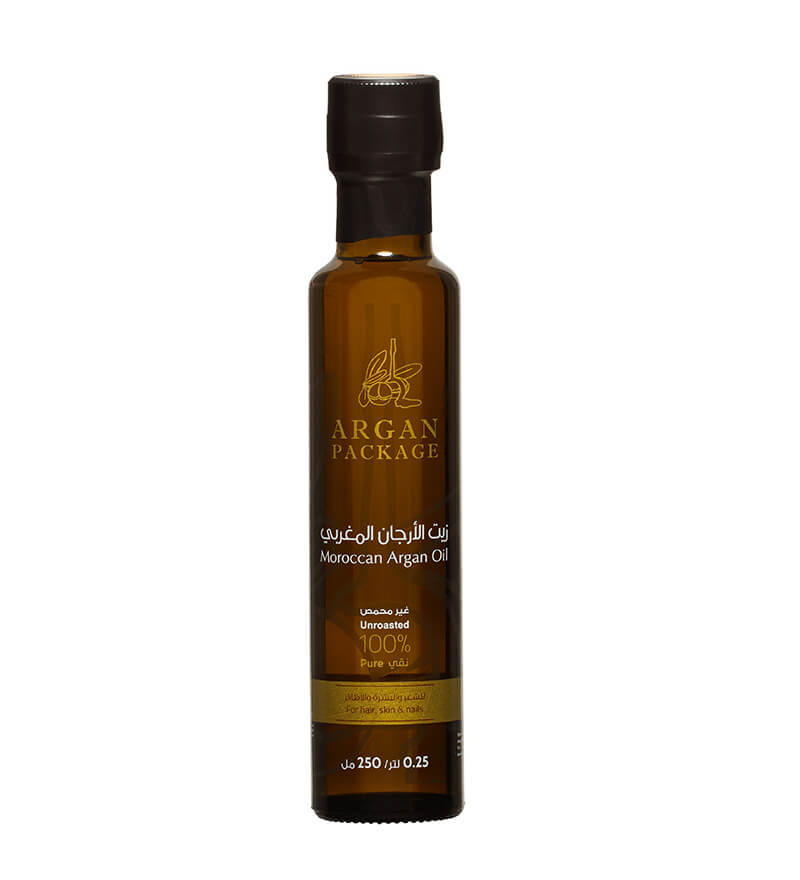 ARGAN
PACKAGE
زيت الأرجان المغربي
Moroccan Argan Oil
غير محمص
Unroasted
100%
Pure نقي
للشعر والبشرة والأظافر
For hair, skin & nails
0.25 لتر/ 250 مل